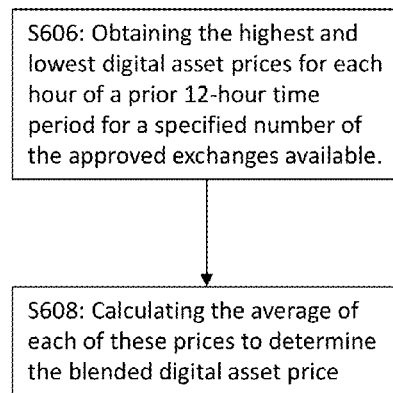 S606: Obtaining the highest and
lowest digital asset prices for each
hour of a prior 12-hour time
period for a specified number of
the approved exchanges available.
S608: Calculating the average of
each of these prices to determine
the blended digital asset price